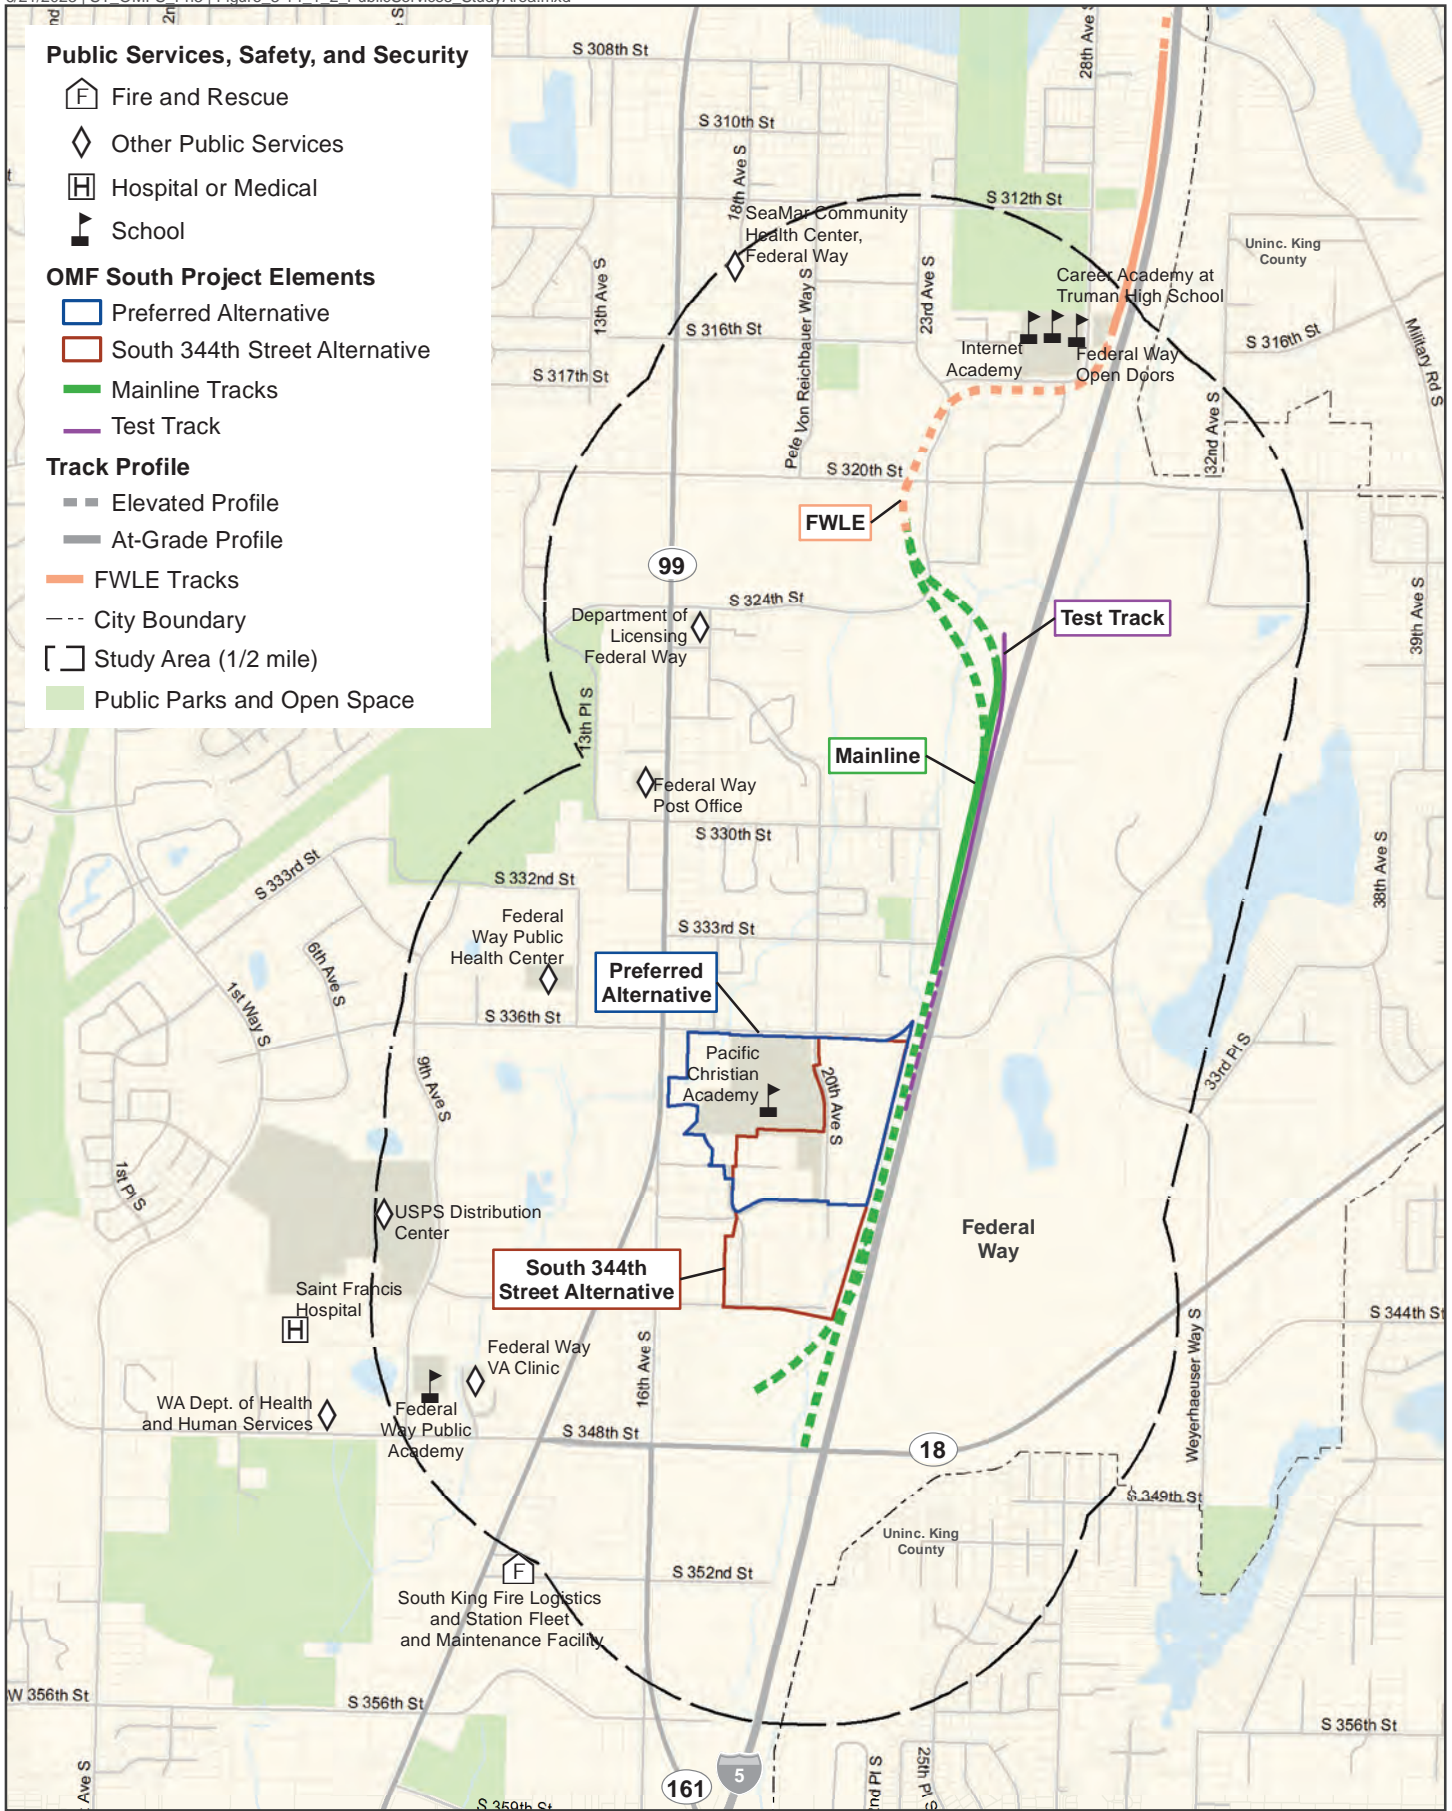 Public Services, Safety, and Security
F
Fire and Rescue
Other Public Services
H
Hospital or Medical
School
OMF South Project Elements
Preferred Alternative
South 344th Street Alternative
Mainline Tracks
Test Track
Track Profile
Elevated Profile
At-Grade Profile
FWLE Tracks
City Boundary
Study Area (1/2 mile)
Public Parks and Open Space
S 308th St
28th Ave S
S 310th St
18th Ave S
S 312th St
SeaMar Community
Health Center,
Federal Way
Uninc. King
County
13th Ave S
Pete Von Reichbauer Way S
23rd Ave S
Career Academy at
Truman High School
S 316th St
S 316th St
Military Rd S
Internet
Academy
Federal Way
Open Doors
S 317th St
32nd Ave S
S 320th St
FWLE
99
S 324th St
39th Ave S
Department of
Licensing
Federal Way
Test Track
13th Pl S
Mainline
Federal Way
Post Office
S 330th St
38th Ave S
S 333rd St
S 332nd St
Federal
Way Public
Health Center
S 333rd St
6th Ave S
Preferred
Alternative
1st Way S
S 336th St
Pacific
Christian
Academy
20th Ave S
33rd Pl S
9th Ave S
1st Pl S
USPS Distribution
Center
Federal
Way
South 344th
Street Alternative
Saint Francis
Hospital
H
S 344th St
16th Ave S
Weyerhaeuser Way S
Federal Way
VA Clinic
WA Dept. of Health
and Human Services
Federal
Way Public
Academy
S 348th St
18
S 349th St
Uninc. King
County
F
S 352nd St
South King Fire Logistics
and Station Fleet
and Maintenance Facility
W 356th St
S 356th St
S 356th St
5
161
Ave S
2nd Pl S
25th Pl S
S 359th St